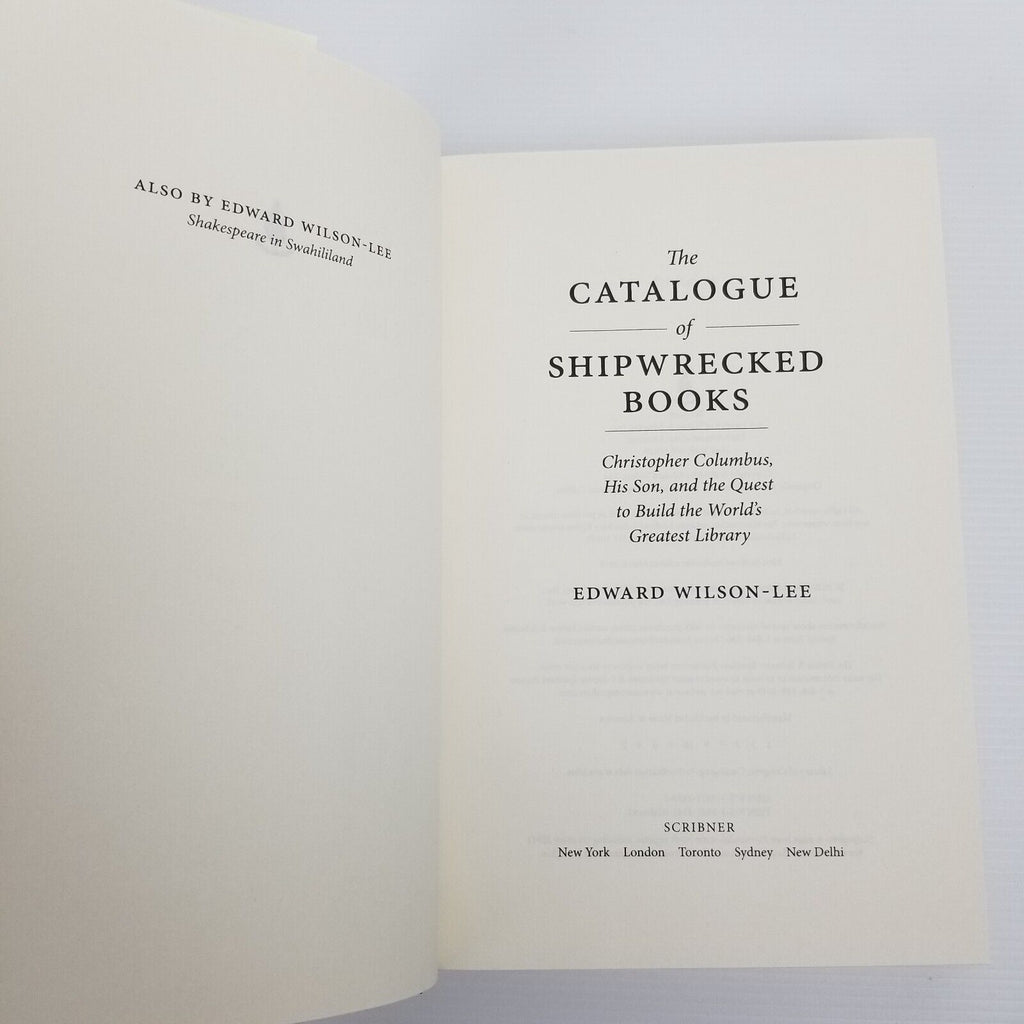 ALSO BY EDWARD WILSON-LEE
Shakespeare in Swahililand
The
CATALOGUE
of
SHIPWRECKED
BOOKS
Christopher Columbus,
His Son, and the Quest
to Build the World's
Greatest Library
EDWARD WILSON-LEE
SCRIBNER
New York London Toronto Sydney New Delhi